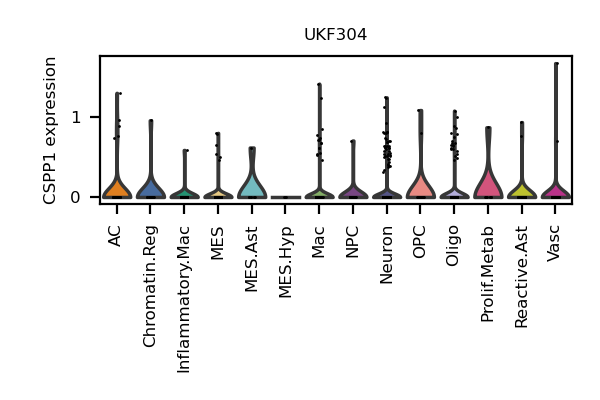 UKF304
CSPP1 expression
1
0
AC
Chromatin.Reg
Inflammatory.Mac
MES
MES.Ast
MES.Hyp
Mac
NPC
Neuron
OPC
Oligo
Prolif.Metab
Reactive.Ast
Vasc